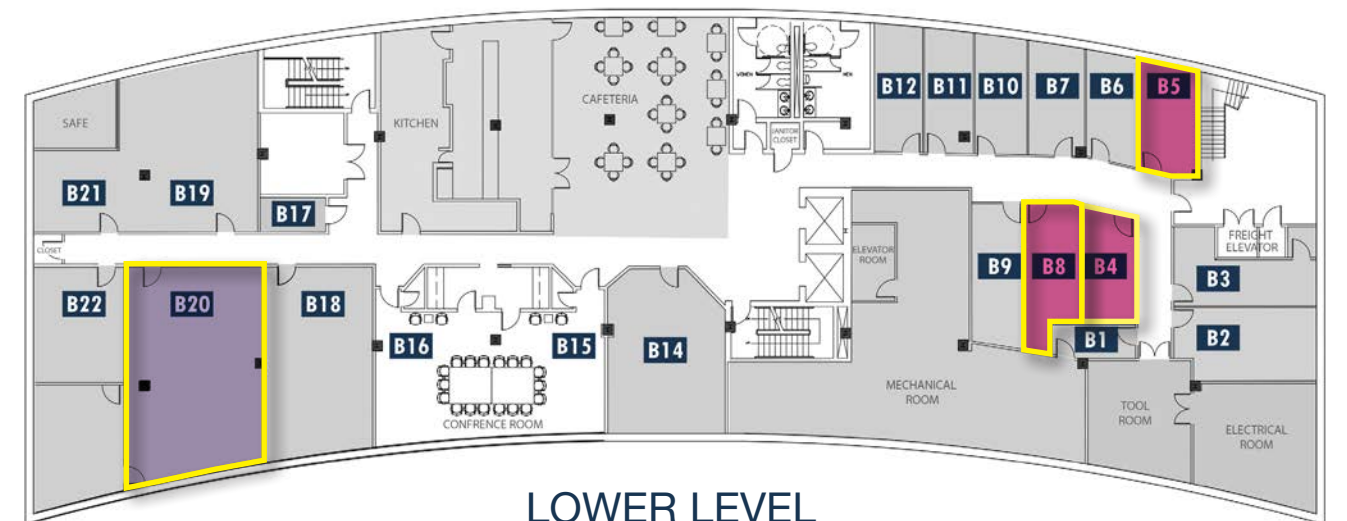 SAFE
B21
B19
B17
KITCHEN
CAFETERIA
WOMEN
MEN
JANITOR
CLOSET
B12
B11
B10
B7
B6
B5
CLOSET
B22
B20
B18
B16
B15
CONFRENCE ROOM
B14
ELEVATOR
ROOM
B9
B8
B4
B1
FREIGHT
ELEVATOR
B3
B2
MECHANICAL
ROOM
TOOL
ROOM
ELECTRICAL
ROOM
LOWER LEVEL